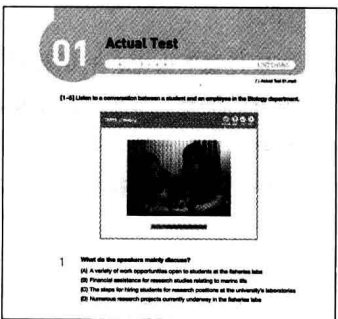 01
Actual Test
LISTENING
[1-5] Listen to a conversation between a student and an employee in the Biology department.
1 What do the speakers mainly discuss?
(A) A variety of work opportunities open to students at the fisheries labs
(B) Financial assistance for research studies relating to marine life
(C) The steps for hiring students for research positions at the university's laboratories
(D) Numerous research projects currently underway in the fisheries labs